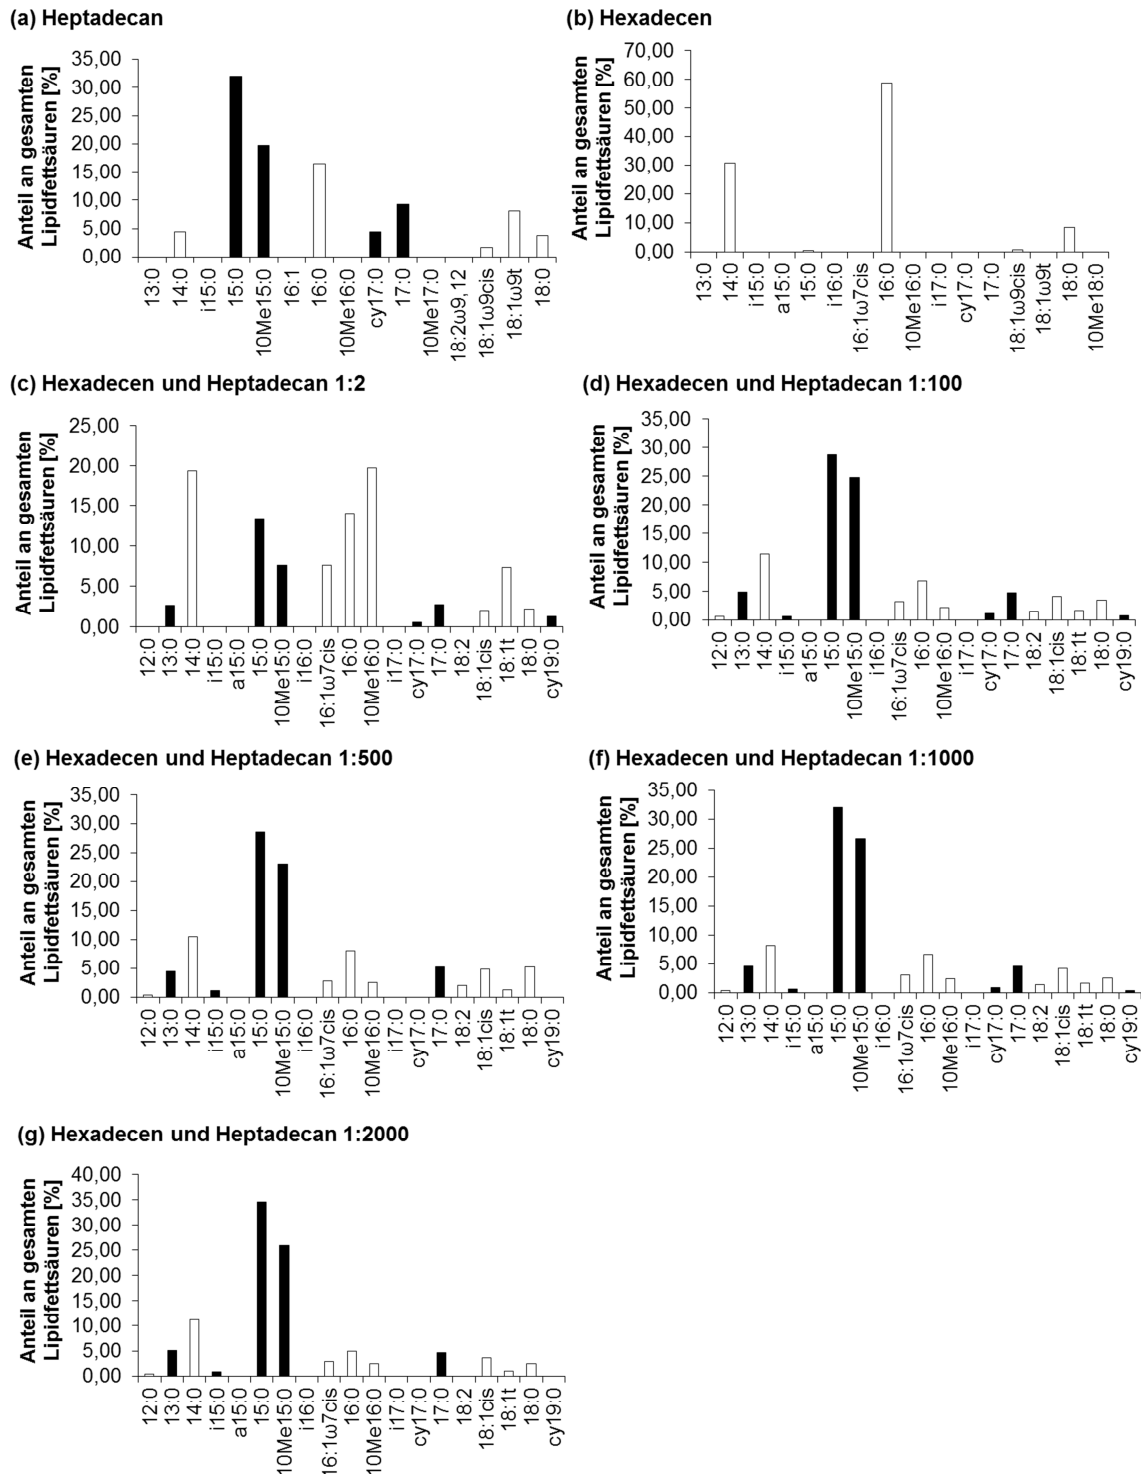 (a) Heptadecan
Anteil an gesamten
Lipidfettsäuren [%]
35,00
30,00
25,00
20,00
15,00
10,00
5,00
0,00
13:0
14:0
i15:0
15:0
10Me15:0
16:1
16:0
10Me16:0
cy17:0
17:0
10Me17:0
18:2ω9,12
18:1ω9cis
18:1ω9t
18:0
(b) Hexadecen
Anteil an gesamten
Lipidfettsäuren [%]
70,00
60,00
50,00
40,00
30,00
20,00
10,00
0,00
13:0
14:0
i15:0
a15:0
15:0
i16:0
16:1ω7cis
16:0
10Me16:0
i17:0
cy17:0
17:0
18:1ω9cis
18:1ω9t
18:0
10Me18:0
(c) Hexadecen und Heptadecan 1:2
Anteil an gesamten
Lipidfettsäuren [%]
25,00
20,00
15,00
10,00
5,00
0,00
12:0
13:0
14:0
i15:0
a15:0
15:0
10Me15:0
i16:0
16:1ω7cis
16:0
10Me16:0
i17:0
cy17:0
17:0
18:2
18:1cis
18:1t
18:0
cy19:0
(d) Hexadecen und Heptadecan 1:100
Anteil an gesamten
Lipidfettsäuren [%]
35,00
30,00
25,00
20,00
15,00
10,00
5,00
0,00
12:0
13:0
14:0
i15:0
a15:0
15:0
10Me15:0
i16:0
16:1ω7cis
16:0
10Me16:0
i17:0
cy17:0
17:0
18:2
18:1cis
18:1t
18:0
cy19:0
(e) Hexadecen und Heptadecan 1:500
Anteil an gesamten
Lipidfettsäuren [%]
35,00
30,00
25,00
20,00
15,00
10,00
5,00
0,00
12:0
13:0
14:0
i15:0
a15:0
15:0
10Me15:0
i16:0
16:1ω7cis
16:0
10Me16:0
i17:0
cy17:0
17:0
18:2
18:1cis
18:1t
18:0
cy19:0
(f) Hexadecen und Heptadecan 1:1000
Anteil an gesamten
Lipidfettsäuren [%]
35,00
30,00
25,00
20,00
15,00
10,00
5,00
0,00
12:0
13:0
14:0
i15:0
a15:0
15:0
10Me15:0
i16:0
16:1ω7cis
16:0
10Me16:0
i17:0
cy17:0
17:0
18:2
18:1cis
18:1t
18:0
cy19:0
(g) Hexadecen und Heptadecan 1:2000
Anteil an gesamten
Lipidfettsäuren [%]
40,00
35,00
30,00
25,00
20,00
15,00
10,00
5,00
0,00
12:0
13:0
14:0
i15:0
a15:0
15:0
10Me15:0
i16:0
16:1ω7cis
16:0
10Me16:0
i17:0
cy17:0
17:0
18:2
18:1cis
18:1t
18:0
cy19:0